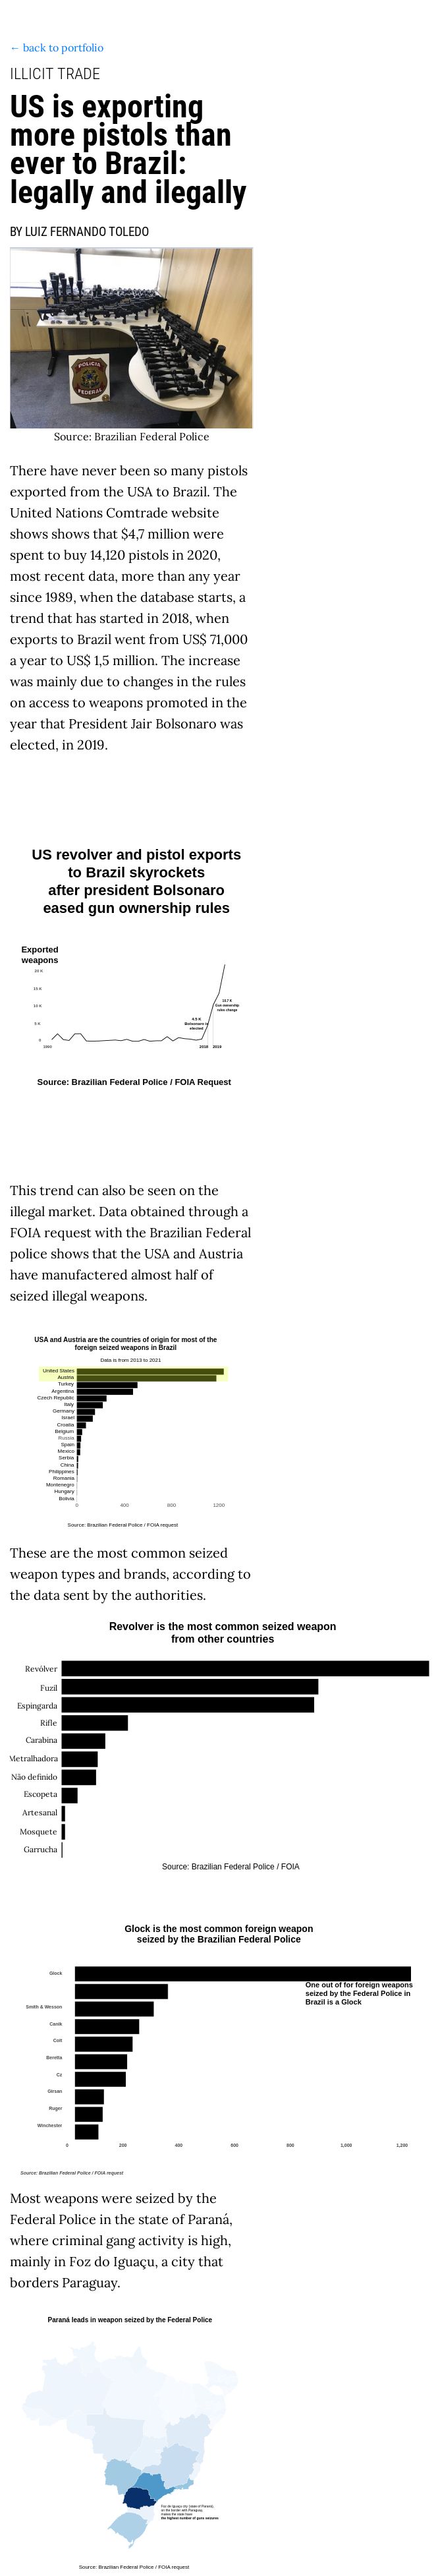 ← back to portfolio
ILLICIT TRADE
US is exporting
more pistols than
ever to Brazil:
legally and ilegally
BY LUIZ FERNANDO TOLEDO
POLÍCIA
FEDERAL
Source: Brazilian Federal Police
There have never been so many pistols
exported from the USA to Brazil. The
United Nations Comtrade website
shows shows that $4,7 million were
spent to buy 14,120 pistols in 2020,
most recent data, more than any year
since 1989, when the database starts, a
trend that has started in 2018, when
exports to Brazil went from US$ 71,000
a year to US$ 1,5 million. The increase
was mainly due to changes in the rules
on access to weapons promoted in the
year that President Jair Bolsonaro was
elected, in 2019.
US revolver and pistol exports
to Brazil skyrockets
after president Bolsonaro
eased gun ownership rules
Exported
weapons
20 K
15 K
10 K
5 K
0
10.7 K
Gun ownership
rules change
4.5 K
Bolsonaro is
elected
2018
2019
Source: Brazilian Federal Police / FOIA Request
This trend can also be seen on the
illegal market. Data obtained through a
FOIA request with the Brazilian Federal
police shows that the USA and Austria
have manufactered almost half of
seized illegal weapons.
USA and Austria are the countries of origin for most of the
foreign seized weapons in Brazil
Data is from 2013 to 2021
United States
Austria
Turkey
Argentina
Czech Republic
Italy
Germany
Israel
Croatia
Belgium
Russia
Spain
Mexico
Serbia
China
Philippines
Romania
Montenegro
Hungary
Bolivia
0 400 800 1200
Source: Brazilian Federal Police / FOIA request
These are the most common seized
weapon types and brands, according to
the data sent by the authorities.
Revolver is the most common seized weapon
from other countries
Revólver
Fuzil
Espingarda
Rifle
Carabina
Metralhadora
Não definido
Escopeta
Artesanal
Mosquete
Garrucha
Source: Brazilian Federal Police / FOIA
Glock is the most common foreign weapon
seized by the Brazilian Federal Police
Glock
One out of for foreign weapons
seized by the Federal Police in
Brazil is a Glock
Smith & Wesson
Canik
Colt
Beretta
Cz
Girsan
Ruger
Winchester
0 200 400 600 800 1,000 1,200
Source: Brazilian Federal Police / FOIA request
Most weapons were seized by the
Federal Police in the state of Paraná,
where criminal gang activity is high,
mainly in Foz do Iguaçu, a city that
borders Paraguay.
Paraná leads in weapon seized by the Federal Police
Foz do Iguaçu city (state of Paraná),
on the border with Paraguay,
makes the state have
the highest number of guns seizures
Source: Brazilian Federal Police / FOIA request